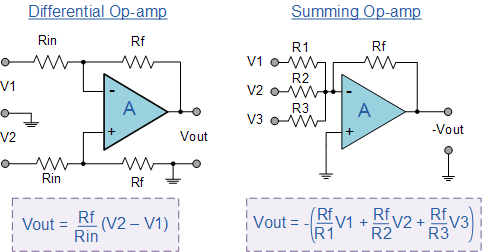 Differential Op-amp
Rin
Rf
V1
-
A
+
V2
Vout
Rin
Rf
Vout = Rf/Rin (V2 – V1)
Summing Op-amp
R1
Rf
V1
R2
V2
-
R3
A
V3
+
-Vout
Vout = -(Rf/R1 V1 + Rf/R2 V2 + Rf/R3 V3)